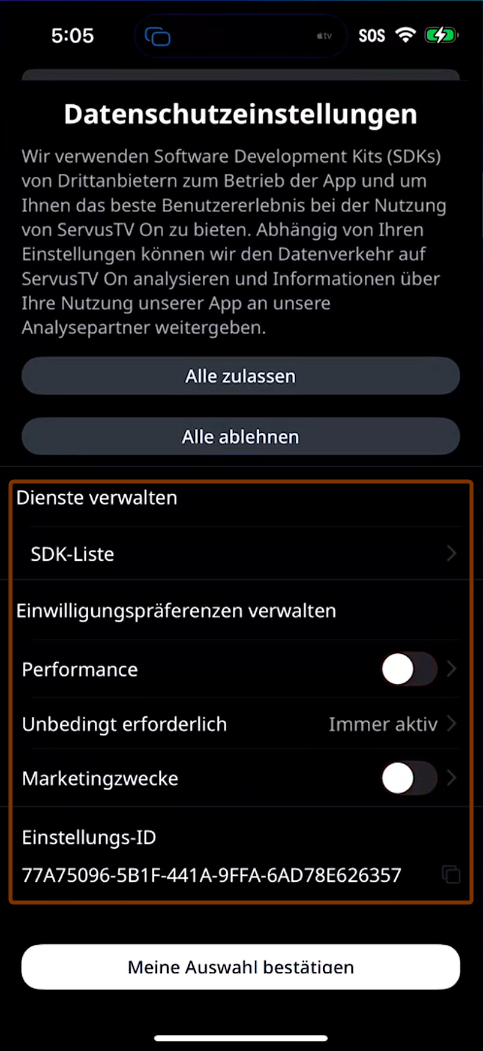 5:05
tv
SOS
Datenschutzeinstellungen
Wir verwenden Software Development Kits (SDKs)
von Drittanbietern zum Betrieb der App und um
Ihnen das beste Benutzererlebnis bei der Nutzung
von ServusTV On zu bieten. Abhängig von Ihren
Einstellungen können wir den Datenverkehr auf
ServusTV On analysieren und Informationen über
Ihre Nutzung unserer App an unsere
Analysepartner weitergeben.
Alle zulassen
Alle ablehnen
Dienste verwalten
SDK-Liste
Einwilligungspräferenzen verwalten
Performance
Unbedingt erforderlich Immer aktiv
Marketingzwecke
Einstellungs-ID
77A75096-5B1F-441A-9FFA-6AD78E626357
Meine Auswahl bestätigen